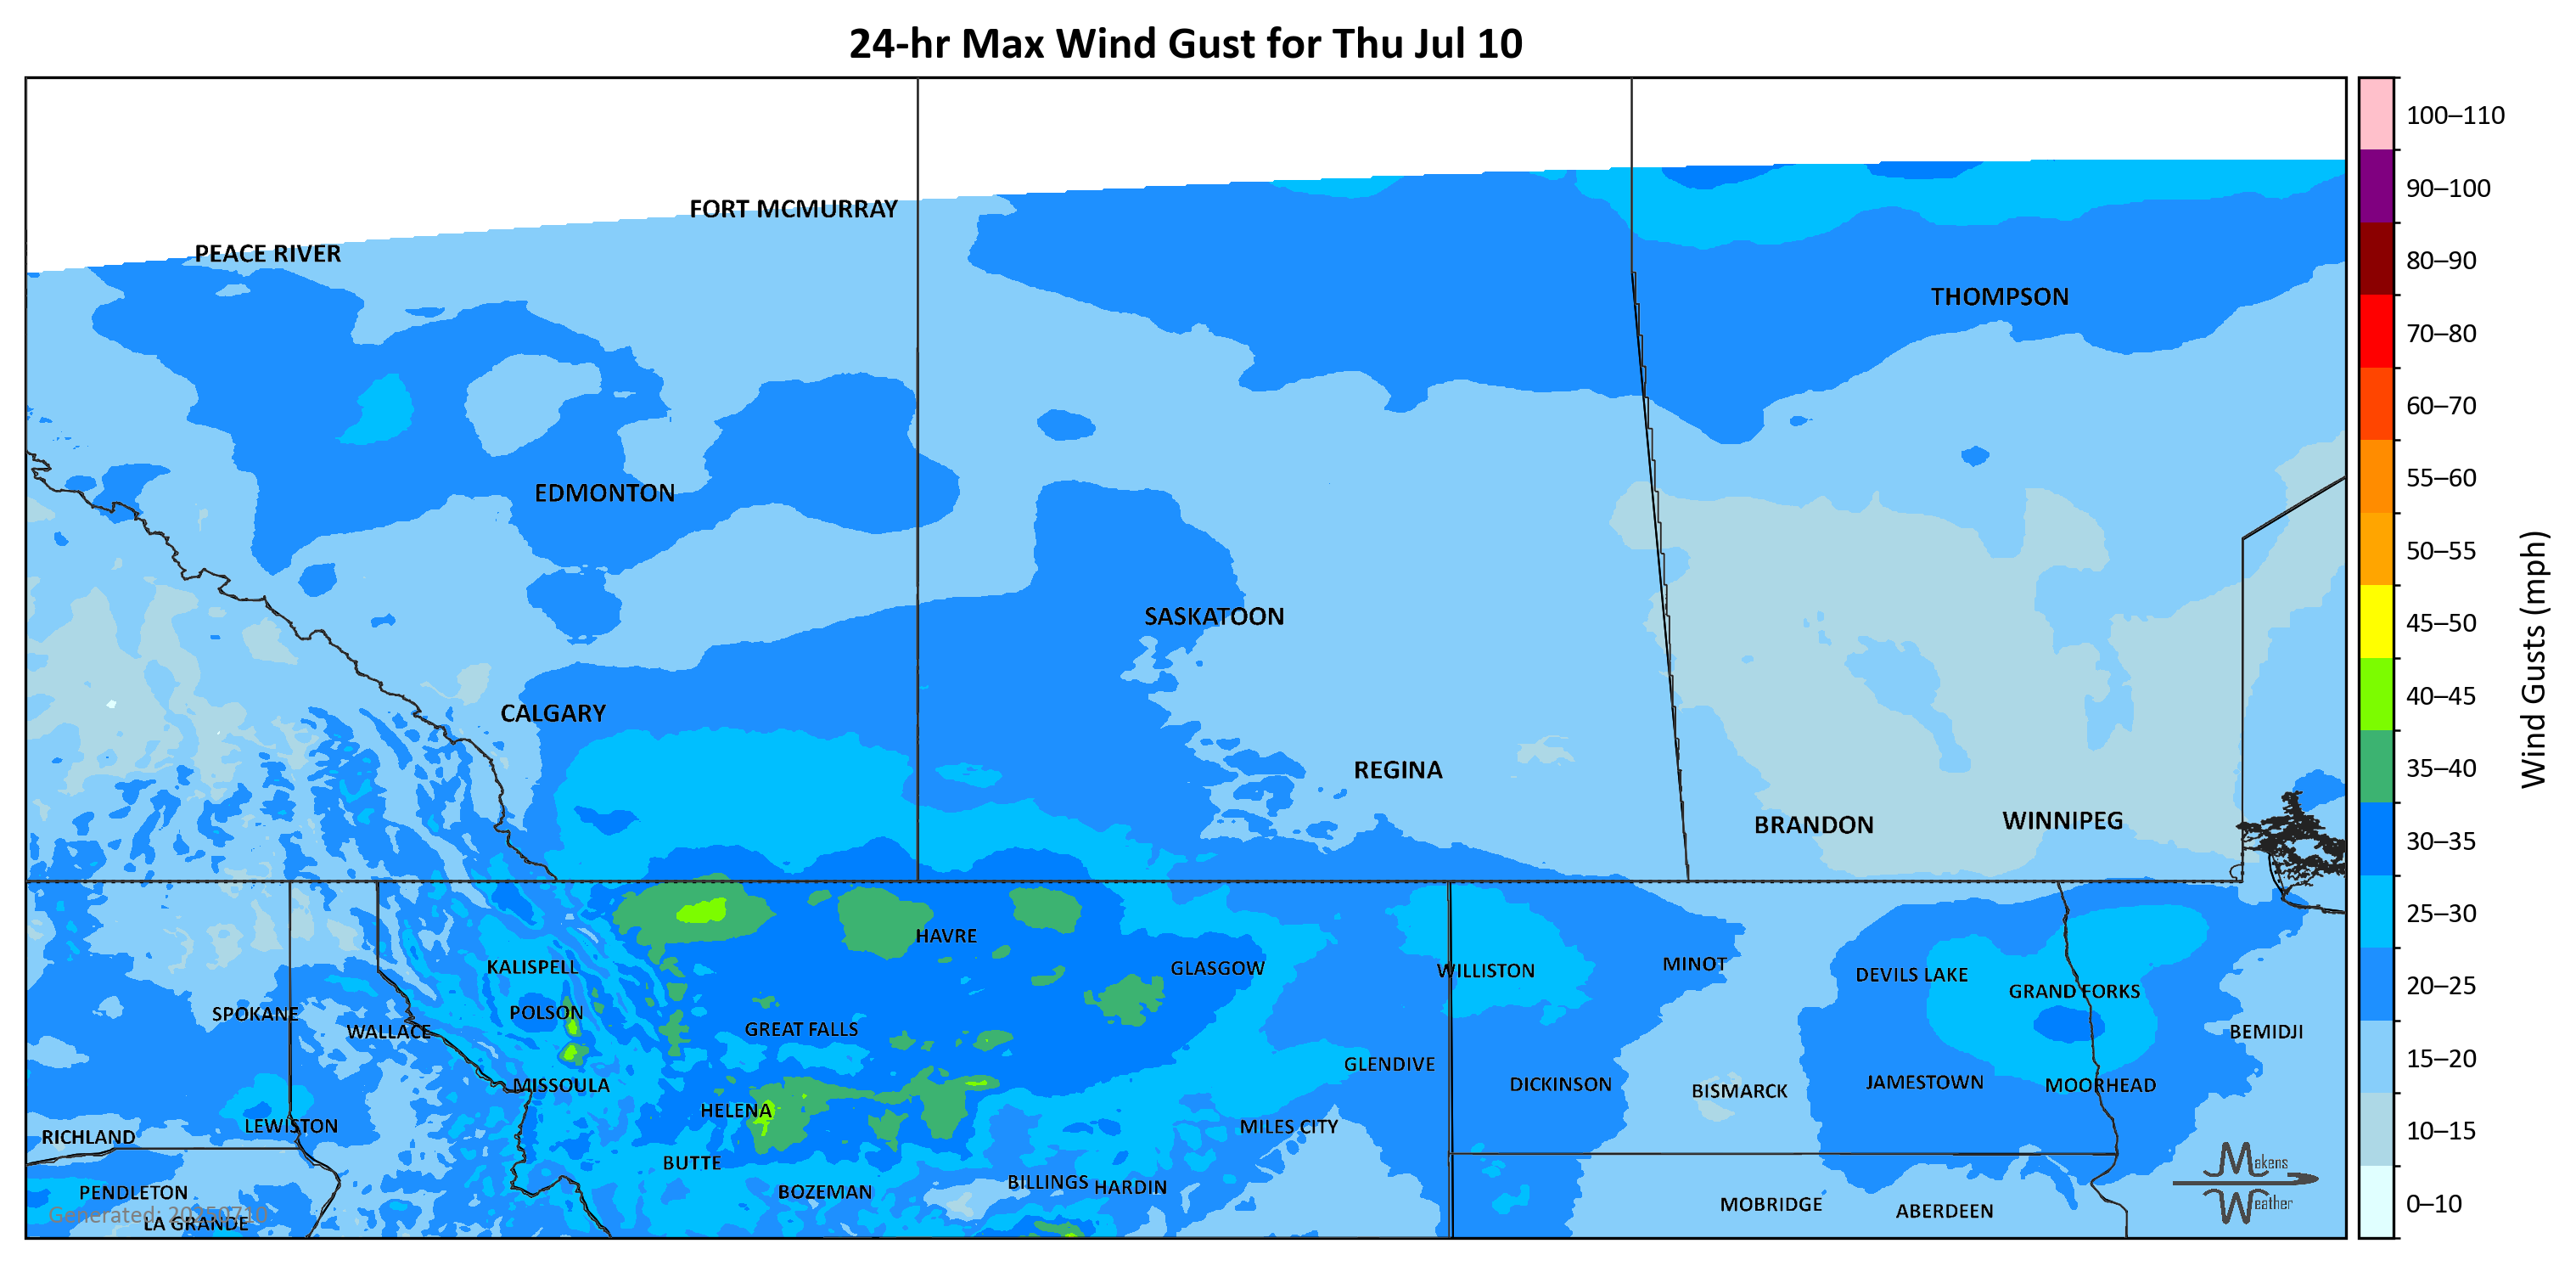 24-hr Max Wind Gust for Thu Jul 10
100–110
90–100
80–90
70–80
60–70
55–60
50–55
45–50
40–45
35–40
30–35
25–30
20–25
15–20
10–15
0–10
Wind Gusts (mph)
FORT MCMURRAY
PEACE RIVER
THOMPSON
EDMONTON
SASKATOON
CALGARY
REGINA
BRANDON
WINNIPEG
HAVRE
KALISPELL
GLASGOW
WILLISTON
MINOT
DEVILS LAKE
GRAND FORKS
SPOKANE
POLSON
WALLACE
GREAT FALLS
BEMIDJI
GLENDIVE
MISSOULA
DICKINSON
BISMARCK
JAMESTOWN
MOORHEAD
HELENA
LEWISTON
MILES CITY
RICHLAND
BUTTE
BILLINGS
HARDIN
PENDLETON
BOZEMAN
MOBRIDGE
ABERDEEN
Generated: 20250710
LA GRANDE
Makens
Weather